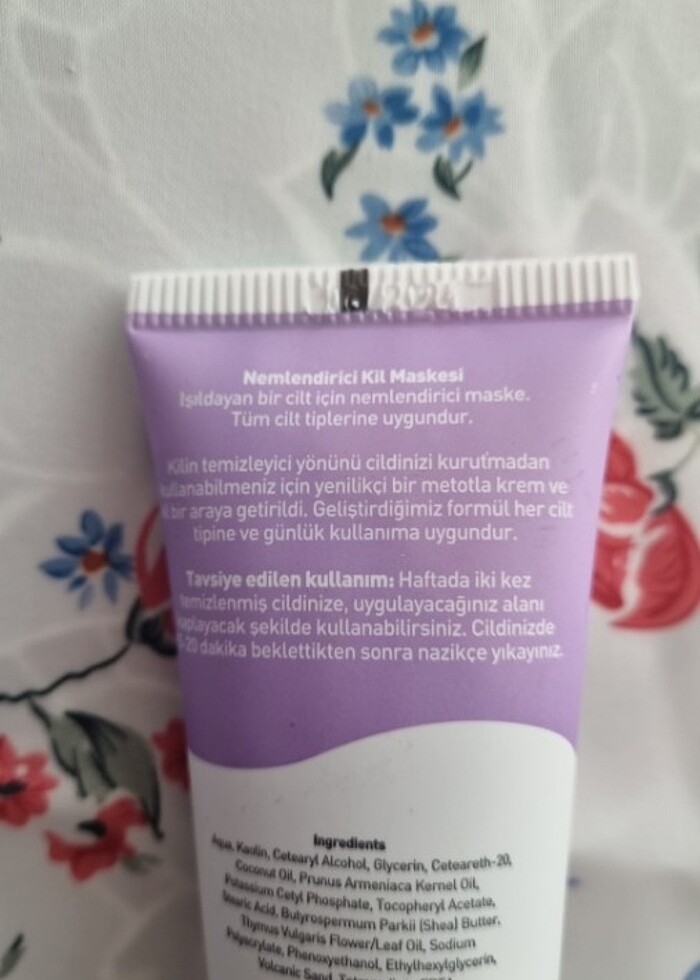 /2024
Nemlendirici Kil Maskesi
Işıldayan bir cilt için nemlendirici maske.
Tüm cilt tiplerine uygundur.
Kilin temizleyici yönünü cildinizi kurutmadan
kullanabilmeniz için yenilikçi bir metotla krem ve
bir araya getirildi. Geliştirdiğimiz formül her cilt
tipine ve günlük kullanıma uygundur.
Tavsiye edilen kullanım: Haftada iki kez
temizlenmiş cildinize, uygulayacağınız alanı
kaplayacak şekilde kullanabilirsiniz. Cildinizde
-20 dakika beklettikten sonra nazikçe yıkayınız.
Ingredients
Aqua, Kaolin, Cetearyl Alcohol, Glycerin, Ceteareth-20,
Coconut Oil, Prunus Armeniaca Kernel Oil,
Potassium Cetyl Phosphate, Tocopheryl Acetate,
Stearic Acid, Butyrospermum Parkii (Shea) Butter,
Thymus Vulgaris Flower/Leaf Oil, Sodium
Polyacrylate, Phenoxyethanol, Ethylhexylglycerin,
Volcanic Sand,